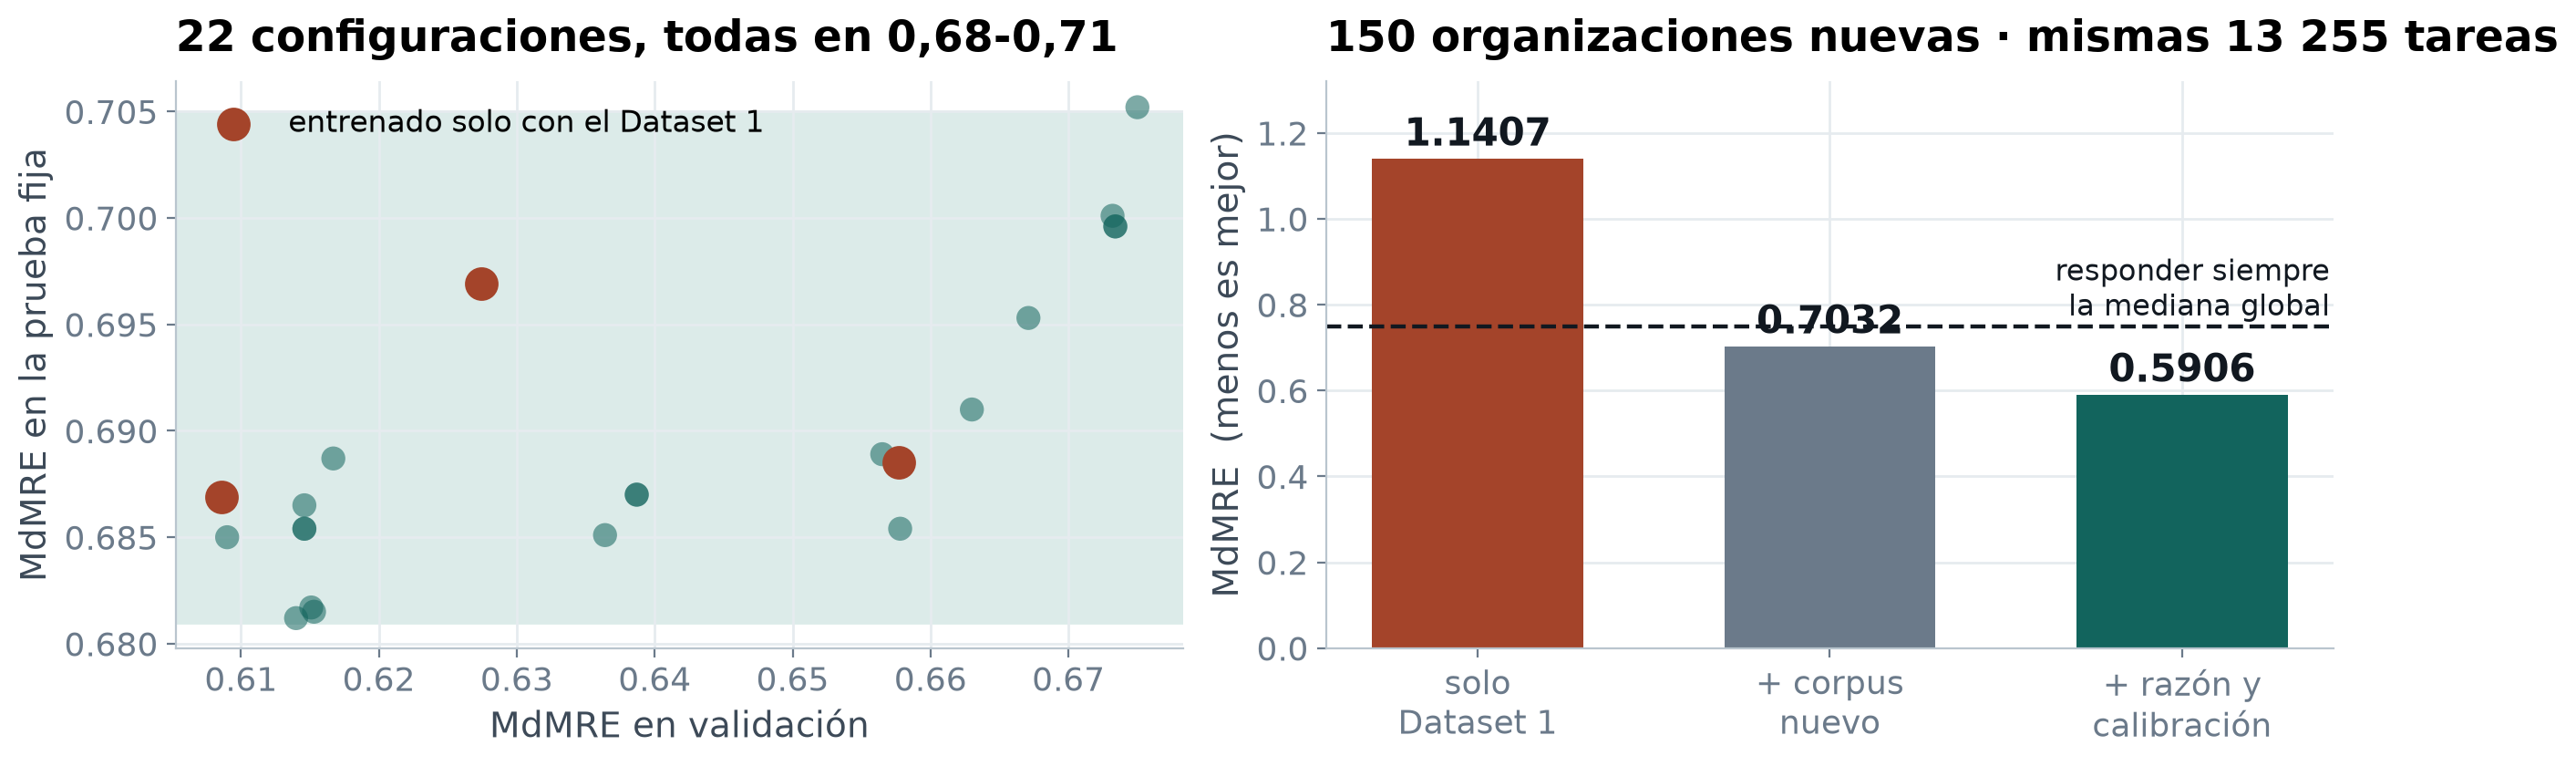 22 configuraciones, todas en 0,68-0,71
MdMRE en la prueba fija
0.705
0.700
0.695
0.690
0.685
0.680
entrenado solo con el Dataset 1
0.61 0.62 0.63 0.64 0.65 0.66 0.67
MdMRE en validación
150 organizaciones nuevas · mismas 13 255 tareas
MdMRE (menos es mejor)
1.2
1.0
0.8
0.6
0.4
0.2
0.0
1.1407
0.7032
0.5906
responder siempre
la mediana global
solo
Dataset 1
+ corpus
nuevo
+ razón y
calibración